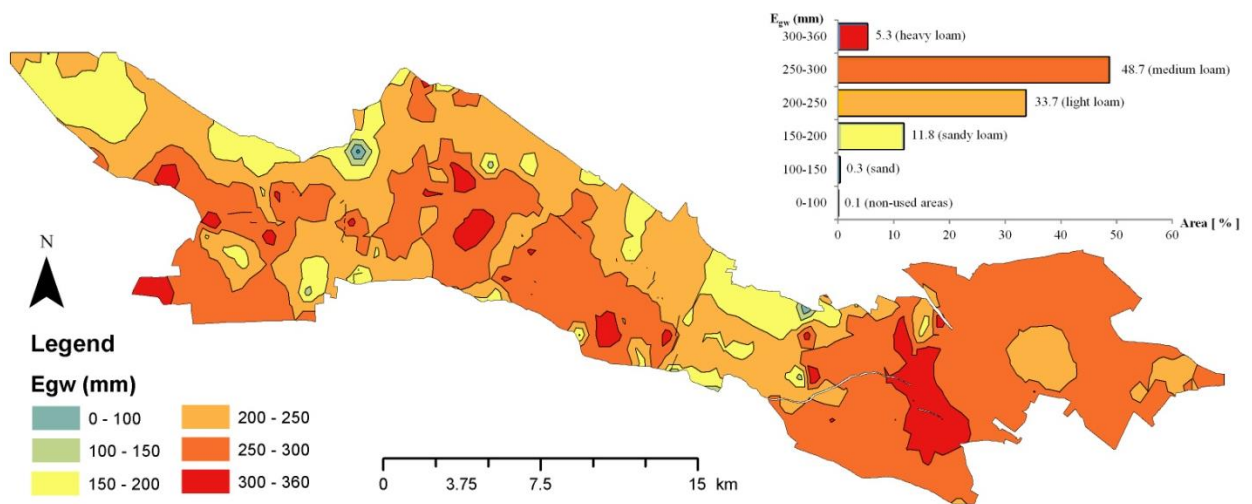 E_gw (mm)
300-360 5.3 (heavy loam)
250-300 48.7 (medium loam)
200-250 33.7 (light loam)
150-200 11.8 (sandy loam)
100-150 0.3 (sand)
0-100 0.1 (non-used areas)
Area [ % ]
0 10 20 30 40 50 60
N
Legend
Egw (mm)
0 - 100 200 - 250
100 - 150 250 - 300
150 - 200 300 - 360
0 3.75 7.5 15 km